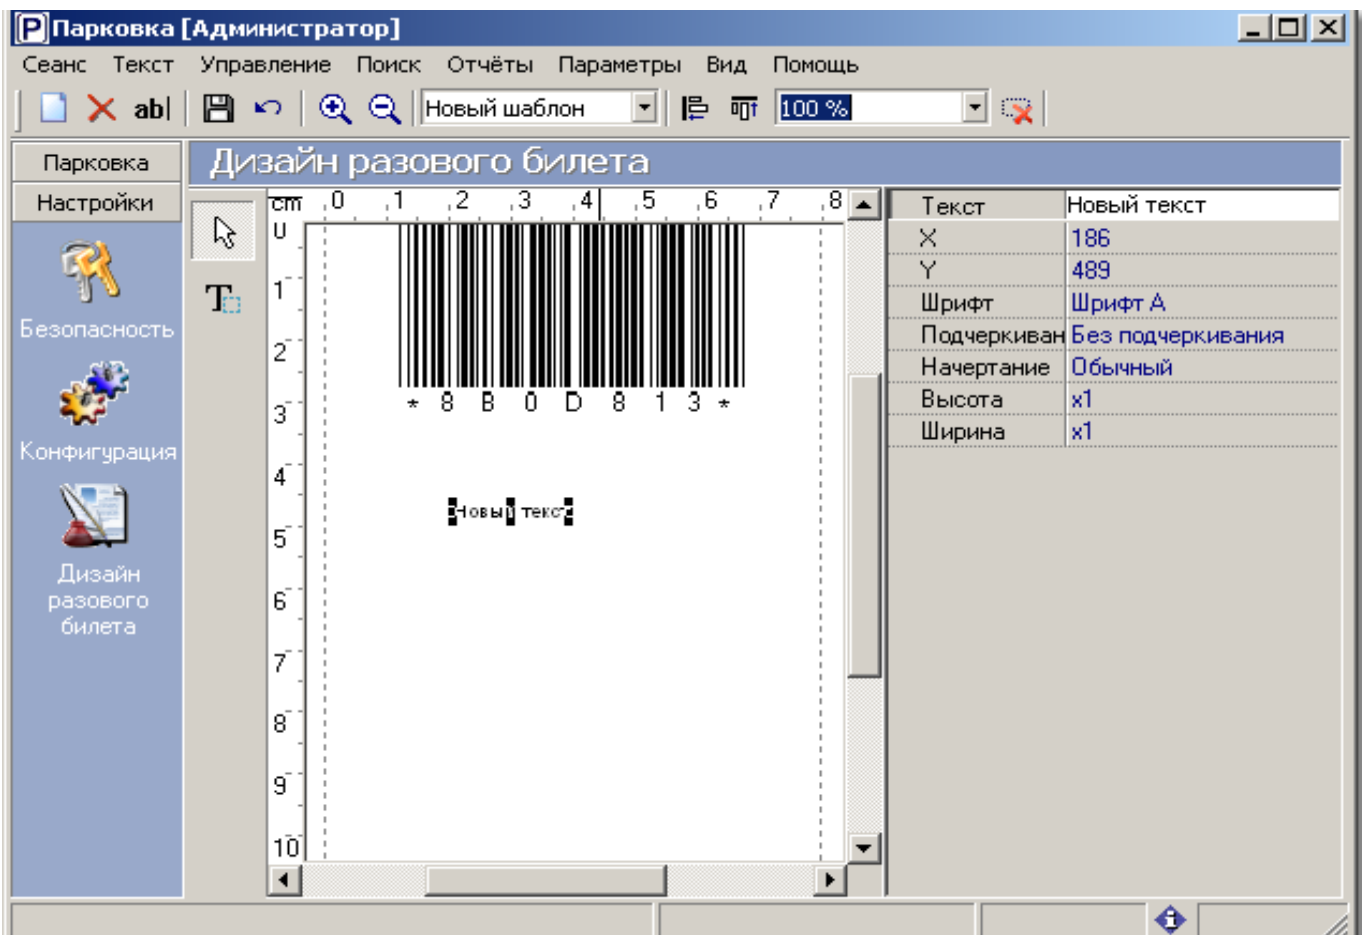 Парковка [Администратор]
Сеанс Текст Управление Поиск Отчёты Параметры Вид Помощь
ab| Новый шаблон 100 %
Парковка
Настройки
Безопасность
Конфигурация
Дизайн
разового
билета
Дизайн разового билета
cm 0 1 2 3 4 5 6 7 8
0
1
2
3
4
5
6
7
8
9
10
* 8 B 0 D 8 1 3 *
Новый текст
Текст Новый текст
X 186
Y 489
Шрифт Шрифт А
Подчеркиван Без подчеркивания
Начертание Обычный
Высота x1
Ширина x1